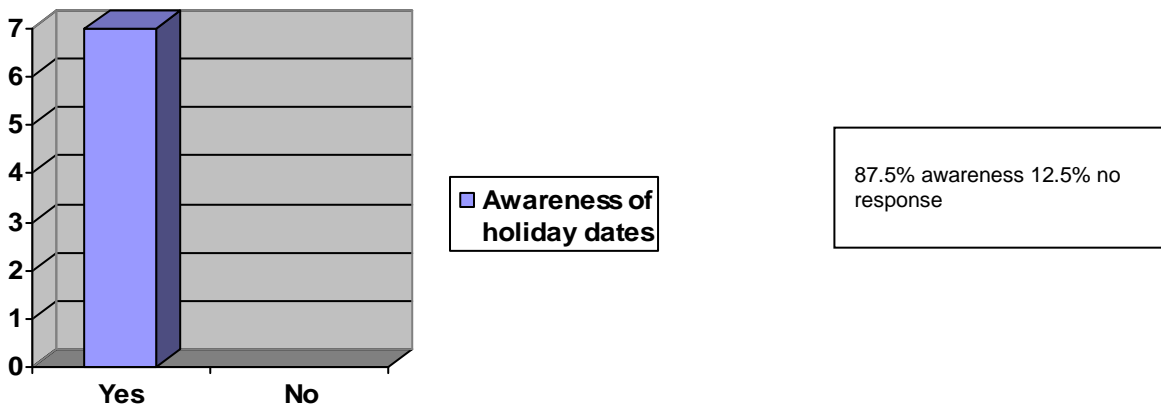 7
6
5
4
3
2
1
0
Yes No
Awareness of
holiday dates
87.5% awareness 12.5% no
response